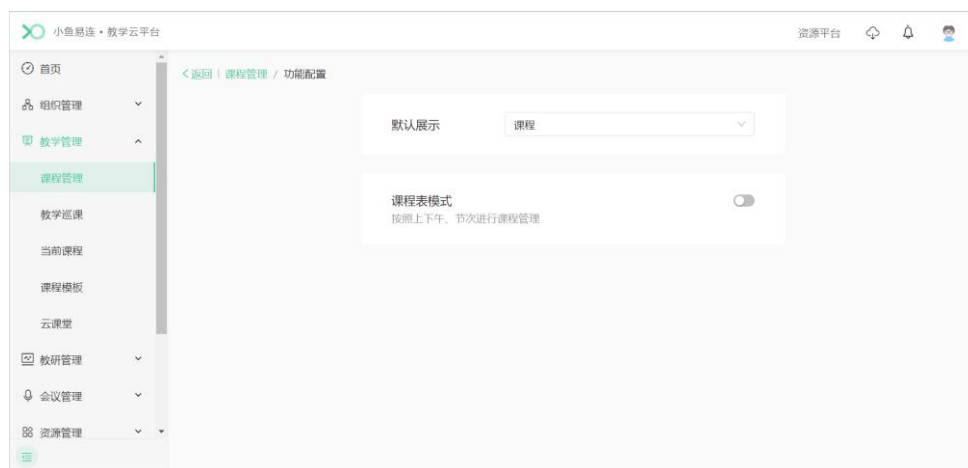 小鱼易连·教学云平台
资源平台
首页
<返回 | 课程管理 / 功能配置
组织管理
默认展示 课程
教学管理
课程管理
课程表模式
按照上下午、节次进行课程管理
教学巡课
当前课程
课程模板
云课堂
教研管理
会议管理
资源管理